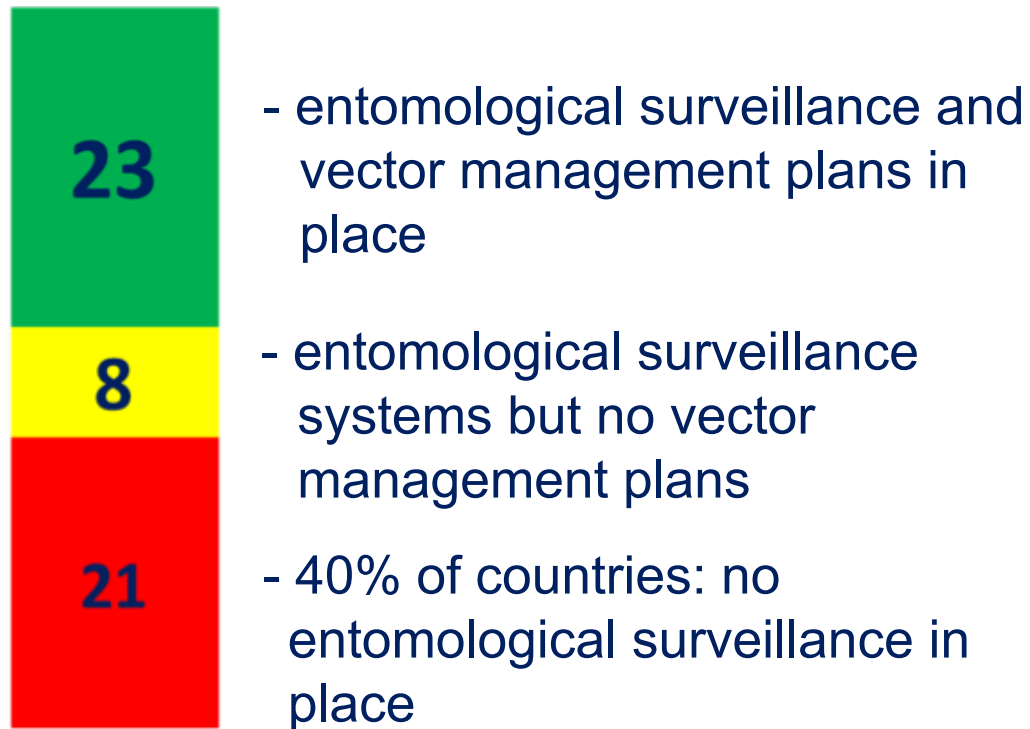 23
- entomological surveillance and
vector management plans in
place
8
- entomological surveillance
systems but no vector
management plans
21
- 40% of countries: no
entomological surveillance in
place